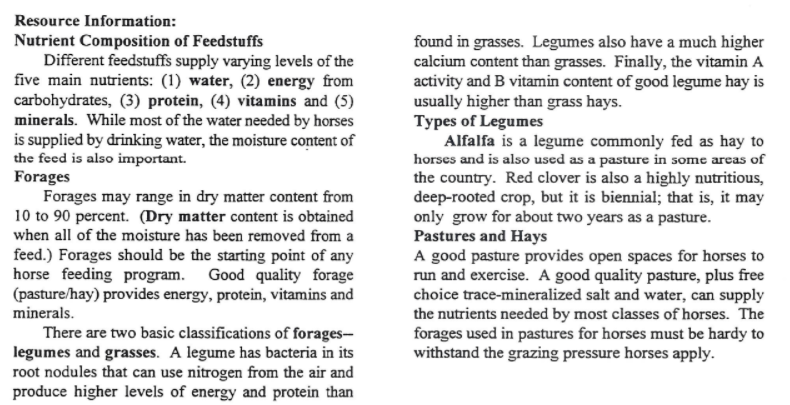 Resource Information:
Nutrient Composition of Feedstuffs
Different feedstuffs supply varying levels of the
five main nutrients: (1) water, (2) energy from
carbohydrates, (3) protein, (4) vitamins and (5)
minerals. While most of the water needed by horses
is supplied by drinking water, the moisture content of
the feed is also important.
Forages
Forages may range in dry matter content from
10 to 90 percent. (Dry matter content is obtained
when all of the moisture has been removed from a
feed.) Forages should be the starting point of any
horse feeding program. Good quality forage
(pasture/hay) provides energy, protein, vitamins and
minerals.
There are two basic classifications of forages–
legumes and grasses. A legume has bacteria in its
root nodules that can use nitrogen from the air and
produce higher levels of energy and protein than
found in grasses. Legumes also have a much higher
calcium content than grasses. Finally, the vitamin A
activity and B vitamin content of good legume hay is
usually higher than grass hays.
Types of Legumes
Alfalfa is a legume commonly fed as hay to
horses and is also used as a pasture in some areas of
the country. Red clover is also a highly nutritious,
deep-rooted crop, but it is biennial; that is, it may
only grow for about two years as a pasture.
Pastures and Hays
A good pasture provides open spaces for horses to
run and exercise. A good quality pasture, plus free
choice trace-mineralized salt and water, can supply
the nutrients needed by most classes of horses. The
forages used in pastures for horses must be hardy to
withstand the grazing pressure horses apply.